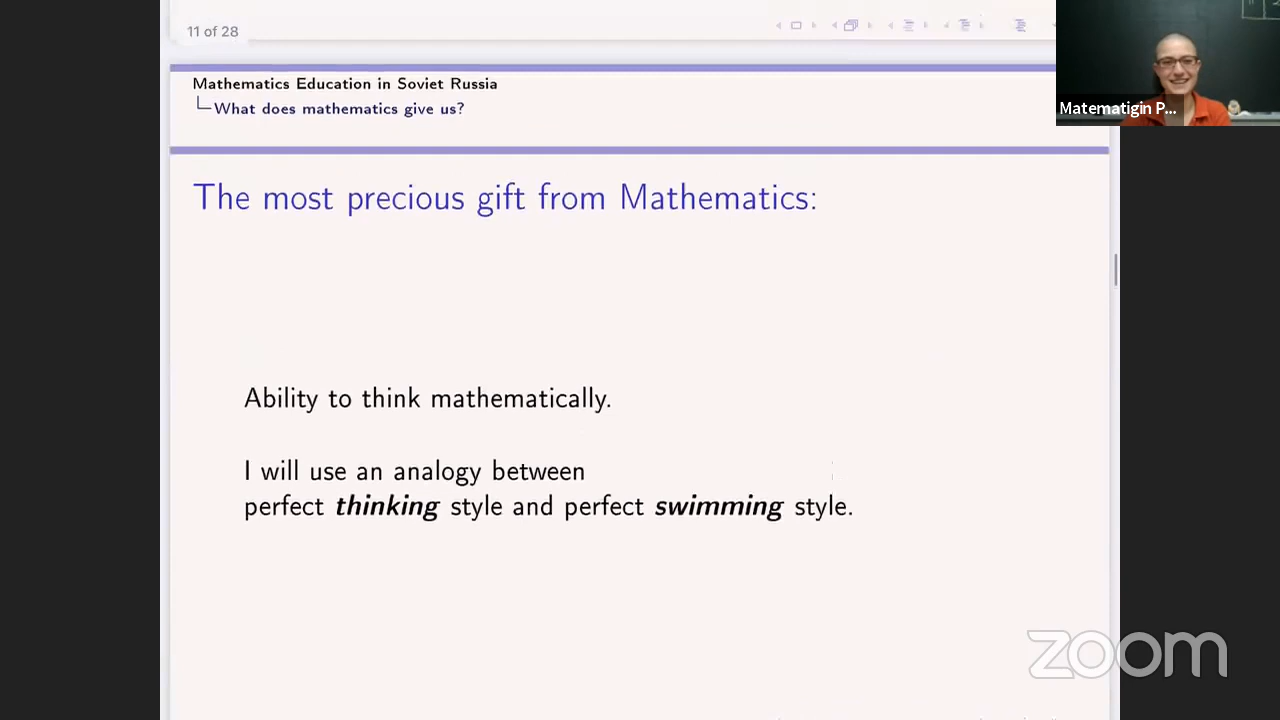 11 of 28
Mathematics Education in Soviet Russia
What does mathematics give us?
Matematigin P...
The most precious gift from Mathematics:
Ability to think mathematically.
I will use an analogy between
perfect thinking style and perfect swimming style.
zoom